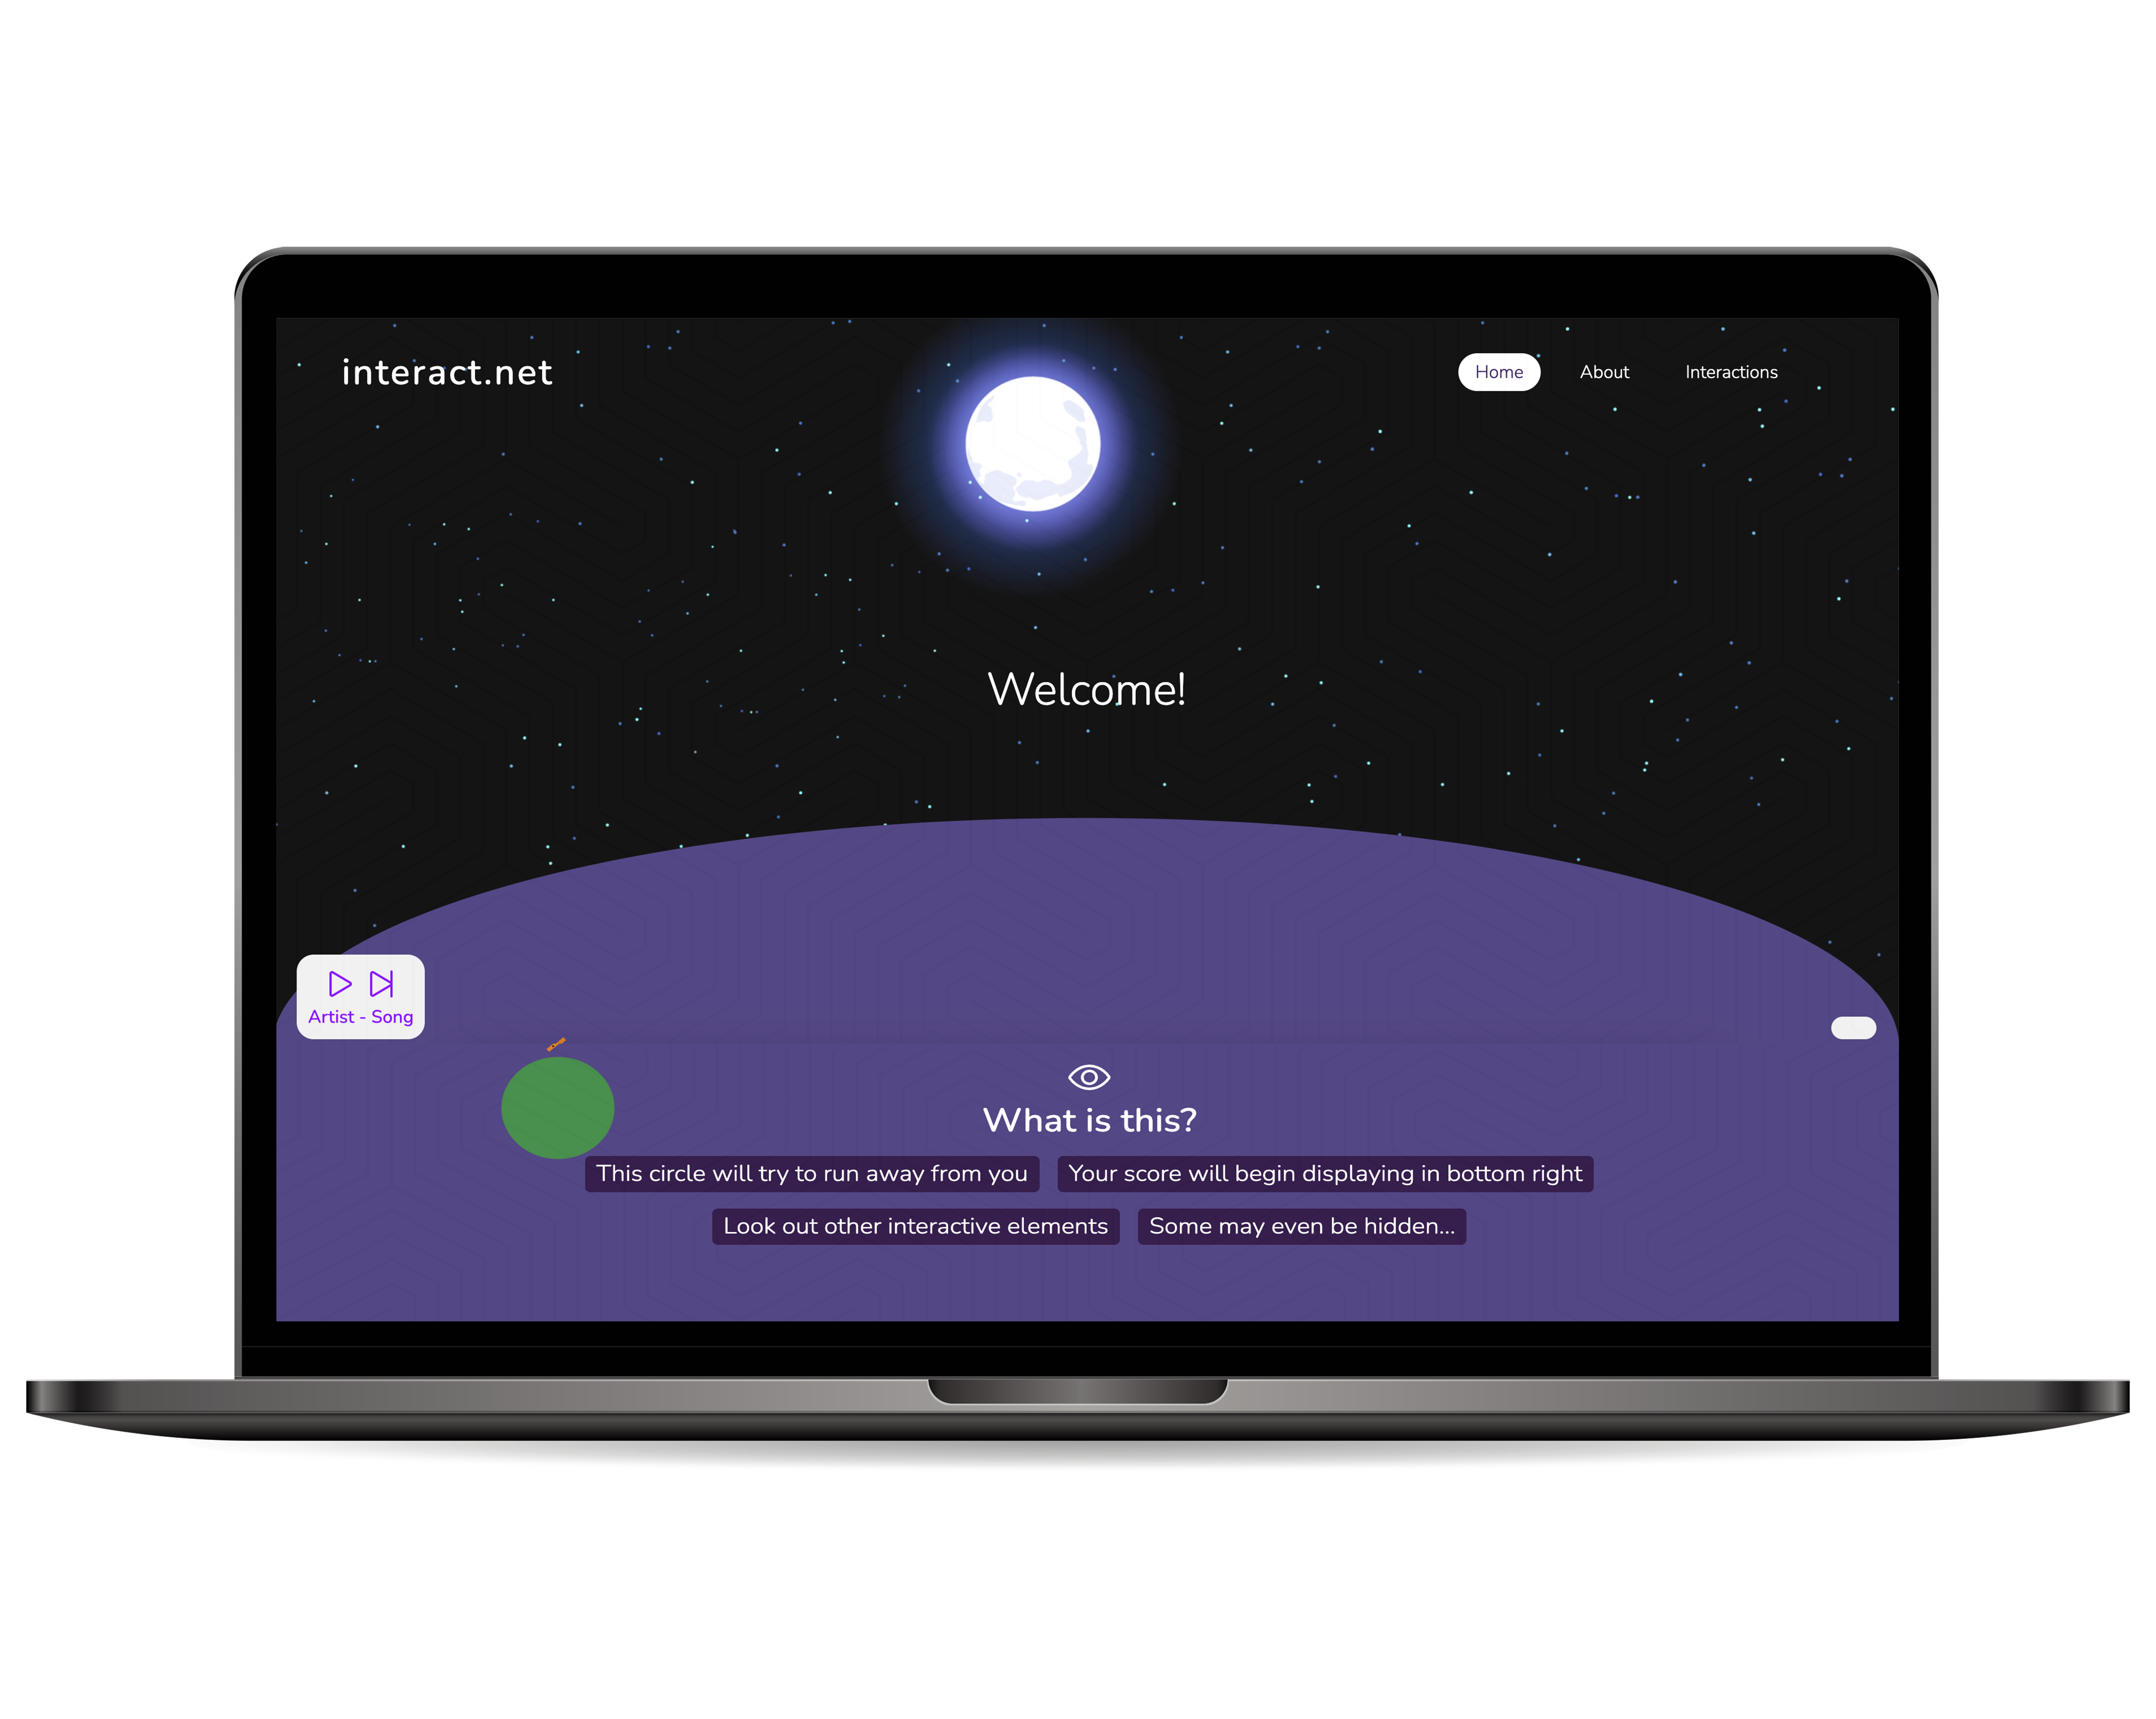 interact.net
Home About Interactions
Welcome!
Artist - Song
What is this?
This circle will try to run away from you Your score will begin displaying in bottom right
Look out other interactive elements Some may even be hidden...